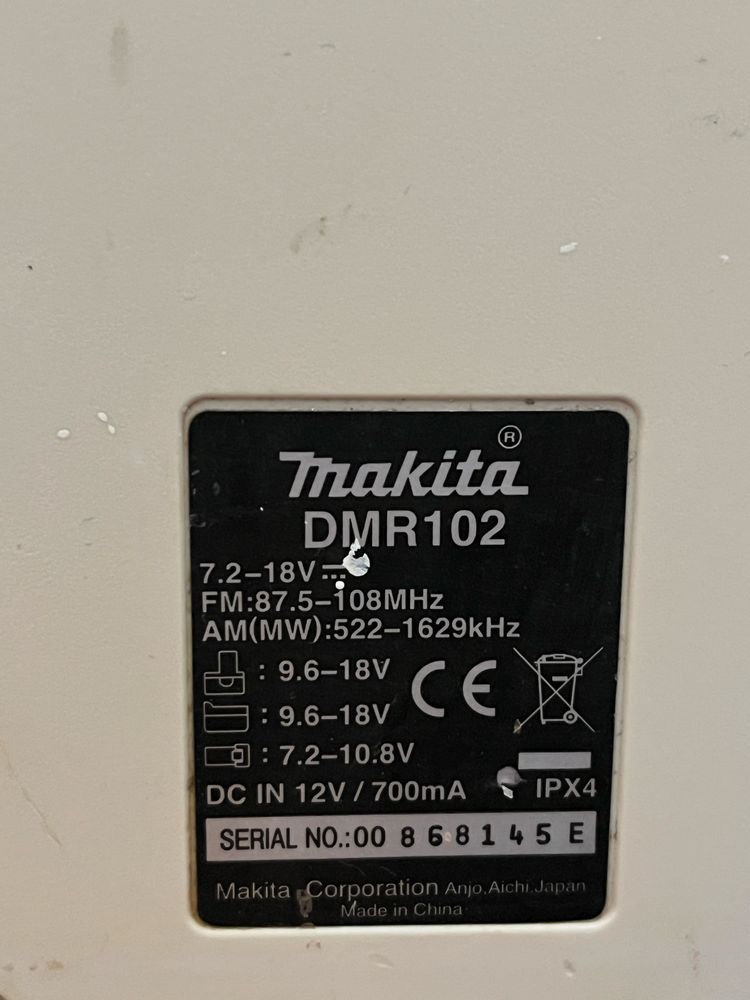 makita®
DMR102
7.2–18V⎓
FM:87.5–108MHz
AM(MW):522–1629kHz
: 9.6–18V
: 9.6–18V
CE
: 7.2–10.8V
DC IN 12V / 700mA
IPX4
SERIAL NO.:00 868145 E
Makita Corporation Anjo,Aichi,Japan
Made in China